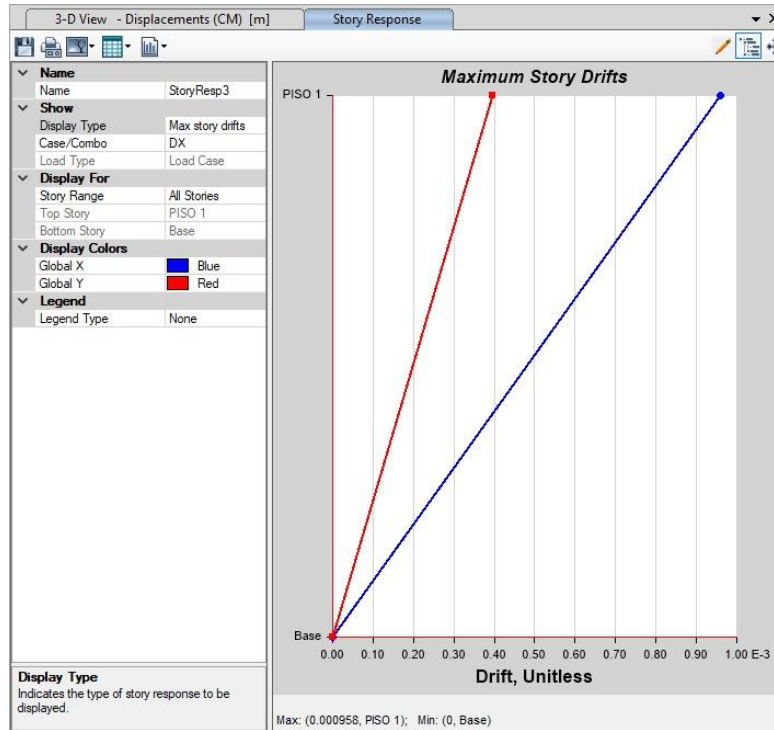 3-D View - Displacements (CM) [m]
Story Response
Name
Name StoryResp3
Show
Display Type Max story drifts
Case/Combo DX
Load Type Load Case
Display For
Story Range All Stories
Top Story PISO 1
Bottom Story Base
Display Colors
Global X Blue
Global Y Red
Legend
Legend Type None
Display Type
Indicates the type of story response to be
displayed.
Maximum Story Drifts
PISO 1
Base
0.00 0.10 0.20 0.30 0.40 0.50 0.60 0.70 0.80 0.90 1.00 E-3
Drift, Unitless
Max: (0.000958, PISO 1); Min: (0, Base)